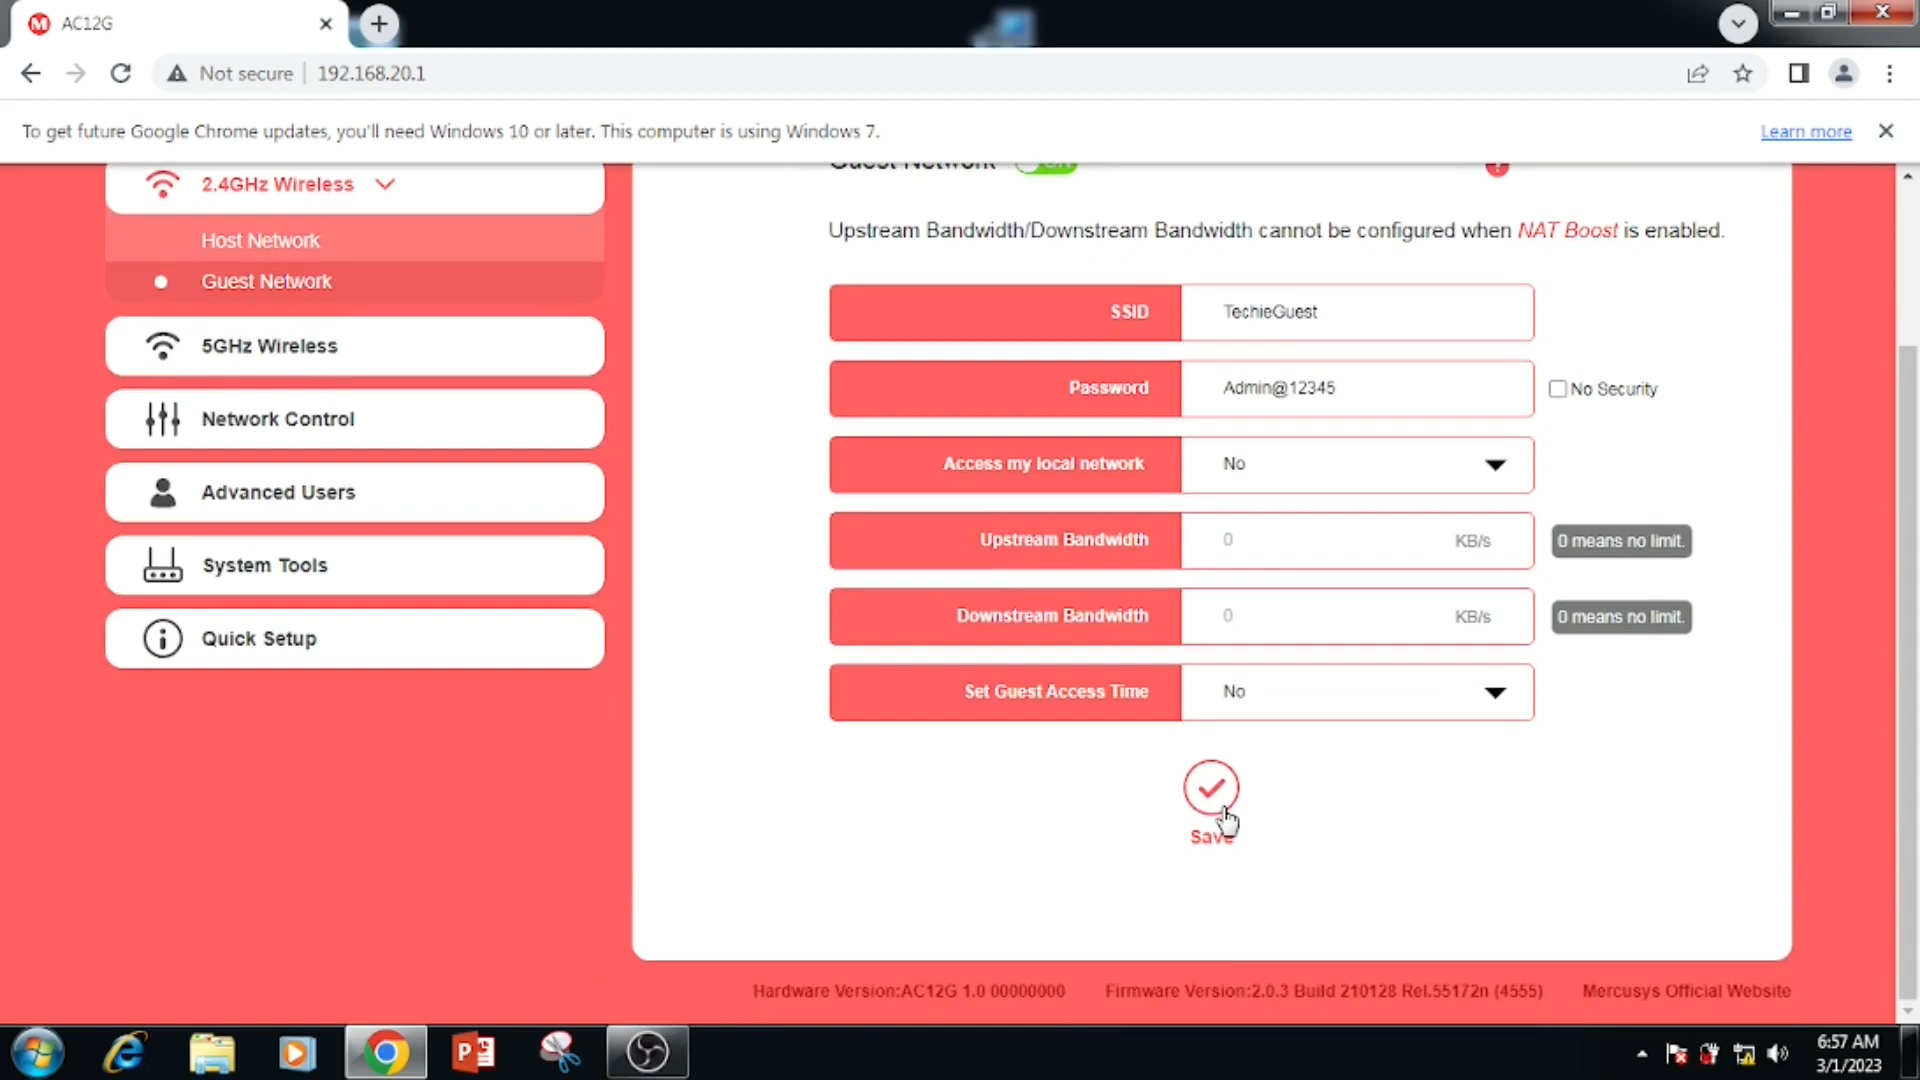 AC12G
Not secure
192.168.20.1
To get future Google Chrome updates, you'll need Windows 10 or later. This computer is using Windows 7.
Learn more
2.4GHz Wireless
Host Network
Guest Network
5GHz Wireless
Network Control
Advanced Users
System Tools
Quick Setup
Guest Network
Upstream Bandwidth/Downstream Bandwidth cannot be configured when NAT Boost is enabled.
SSID
TechieGuest
Password
Admin@12345
No Security
Access my local network
No
Upstream Bandwidth
0
KB/s
0 means no limit.
Downstream Bandwidth
0
KB/s
0 means no limit.
Set Guest Access Time
No
Save
Hardware Version:AC12G 1.0 00000000
Firmware Version:2.0.3 Build 210128 Rel.55172n (4555)
Mercusys Official Website
6:57 AM
3/1/2023